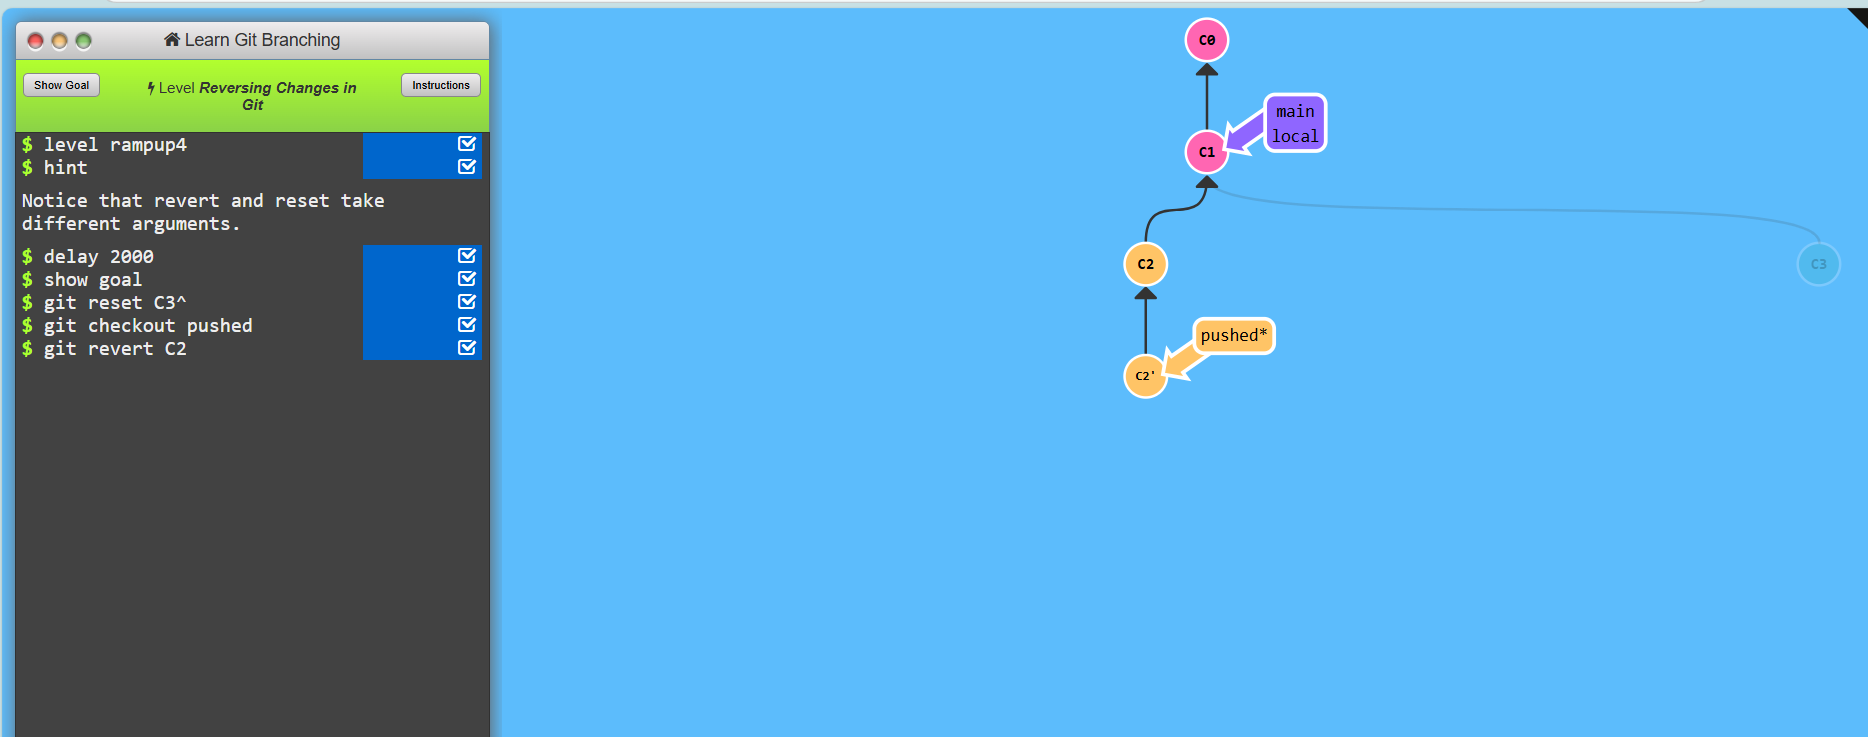 Learn Git Branching
Show Goal
Level Reversing Changes in
Git
Instructions
$ level rampup4
$ hint
Notice that revert and reset take
different arguments.
$ delay 2000
$ show goal
$ git reset C3^
$ git checkout pushed
$ git revert C2
C0
main
local
C1
C2
C3
pushed*
C2'